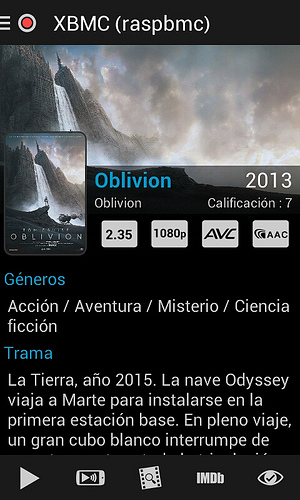 XBMC (raspbmc)
Oblivion
2013
Oblivion
Calificación : 7
TOM CRUISE
OBLIVION
2.35
1080p
AVC
AAC
Géneros
Acción / Aventura / Misterio / Ciencia
ficción
Trama
La Tierra, año 2015. La nave Odyssey
viaja a Marte para instalarse en la
primera estación base. En pleno viaje,
un gran cubo blanco interrumpe de
IMDb